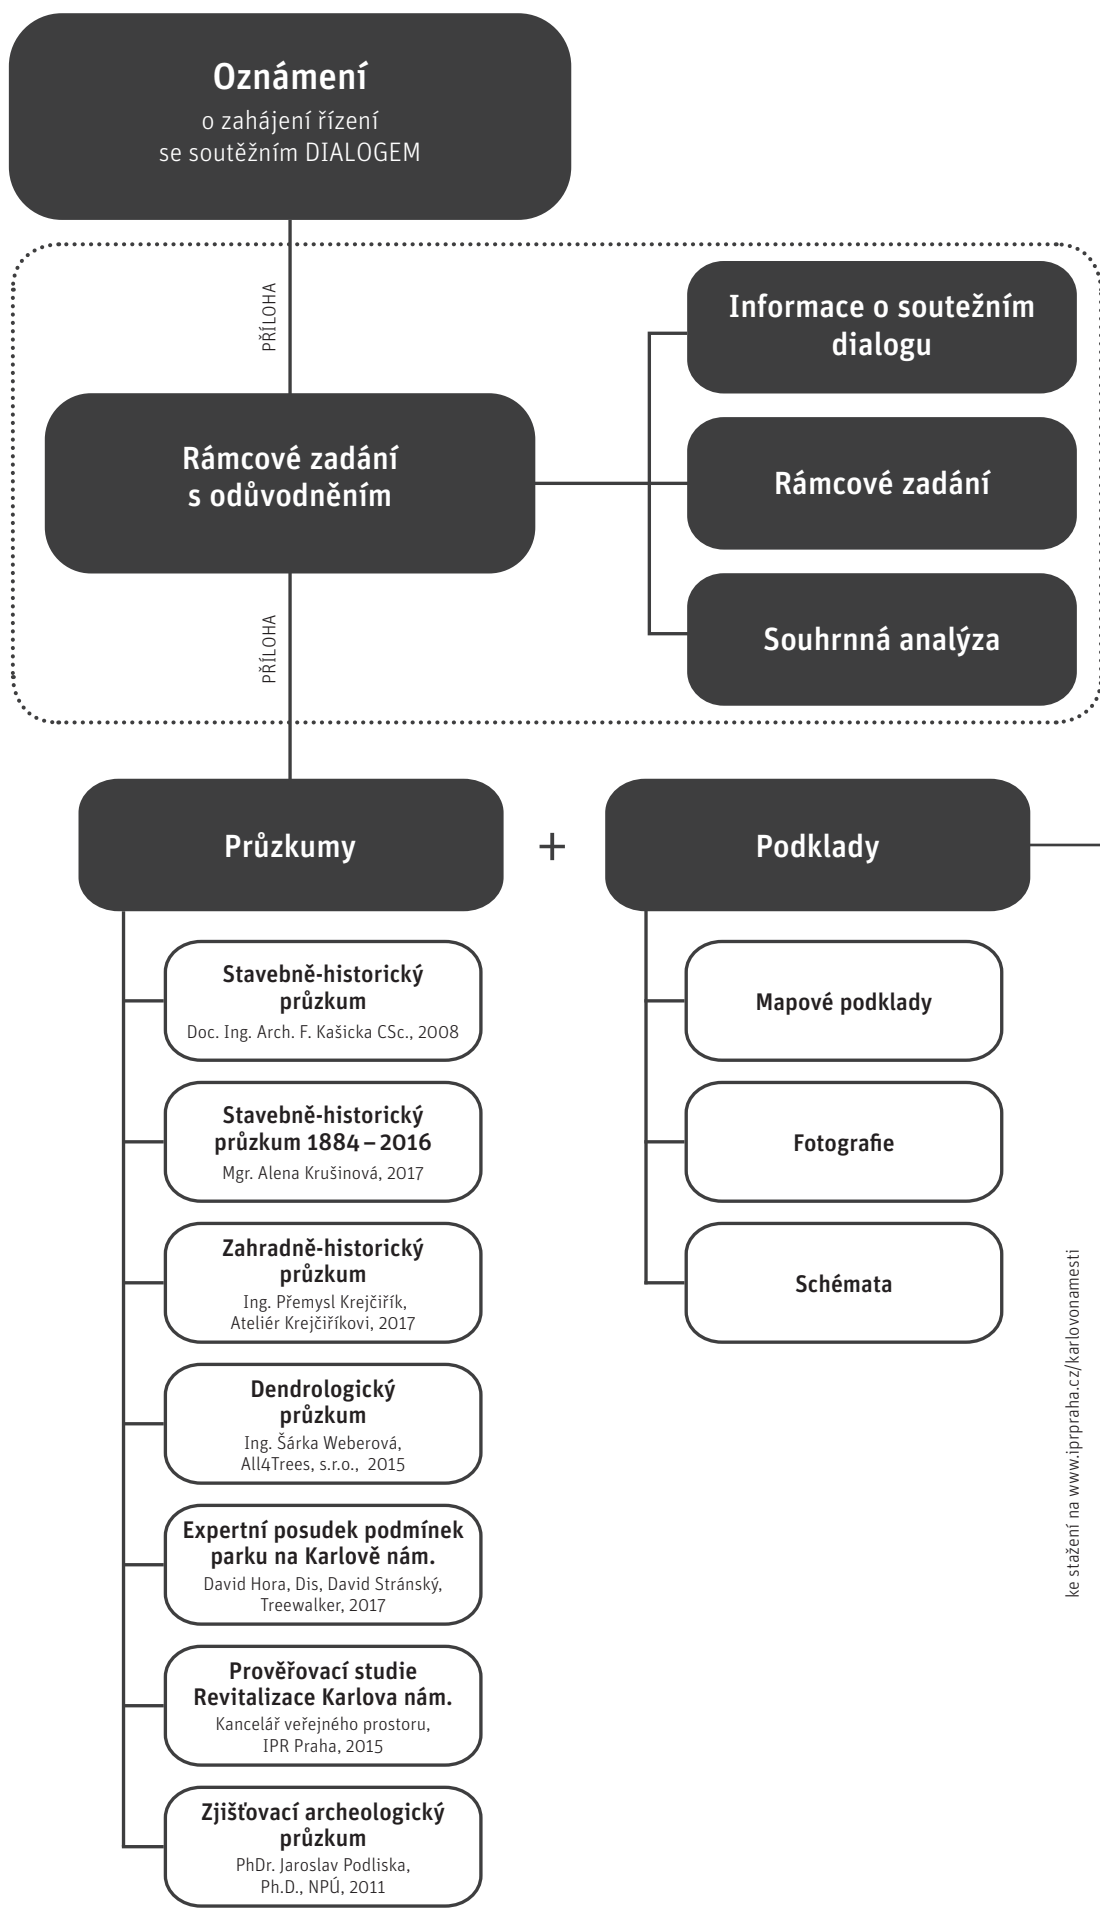 Oznámení
o zahájení řízení
se soutěžním DIALOGEM
PŘÍLOHA
Rámcové zadání
s odůvodněním
Informace o soutežním
dialogu
Rámcové zadání
Souhrnná analýza
PŘÍLOHA
Průzkumy
+
Podklady
Stavebně-historický
průzkum
Doc. Ing. Arch. F. Kašicka CSc., 2008
Stavebně-historický
průzkum 1884 – 2016
Mgr. Alena Krušinová, 2017
Zahradně-historický
průzkum
Ing. Přemysl Krejčiřík,
Ateliér Krejčiříkovi, 2017
Dendrologický
průzkum
Ing. Šárka Weberová,
All4Trees, s.r.o., 2015
Expertní posudek podmínek
parku na Karlově nám.
David Hora, Dis, David Stránský,
Treewalker, 2017
Prověřovací studie
Revitalizace Karlova nám.
Kancelář veřejného prostoru,
IPR Praha, 2015
Zjišťovací archeologický
průzkum
PhDr. Jaroslav Podliska,
Ph.D., NPÚ, 2011
Mapové podklady
Fotografie
Schémata
ke stažení na www.iprpraha.cz/karlovonamesti